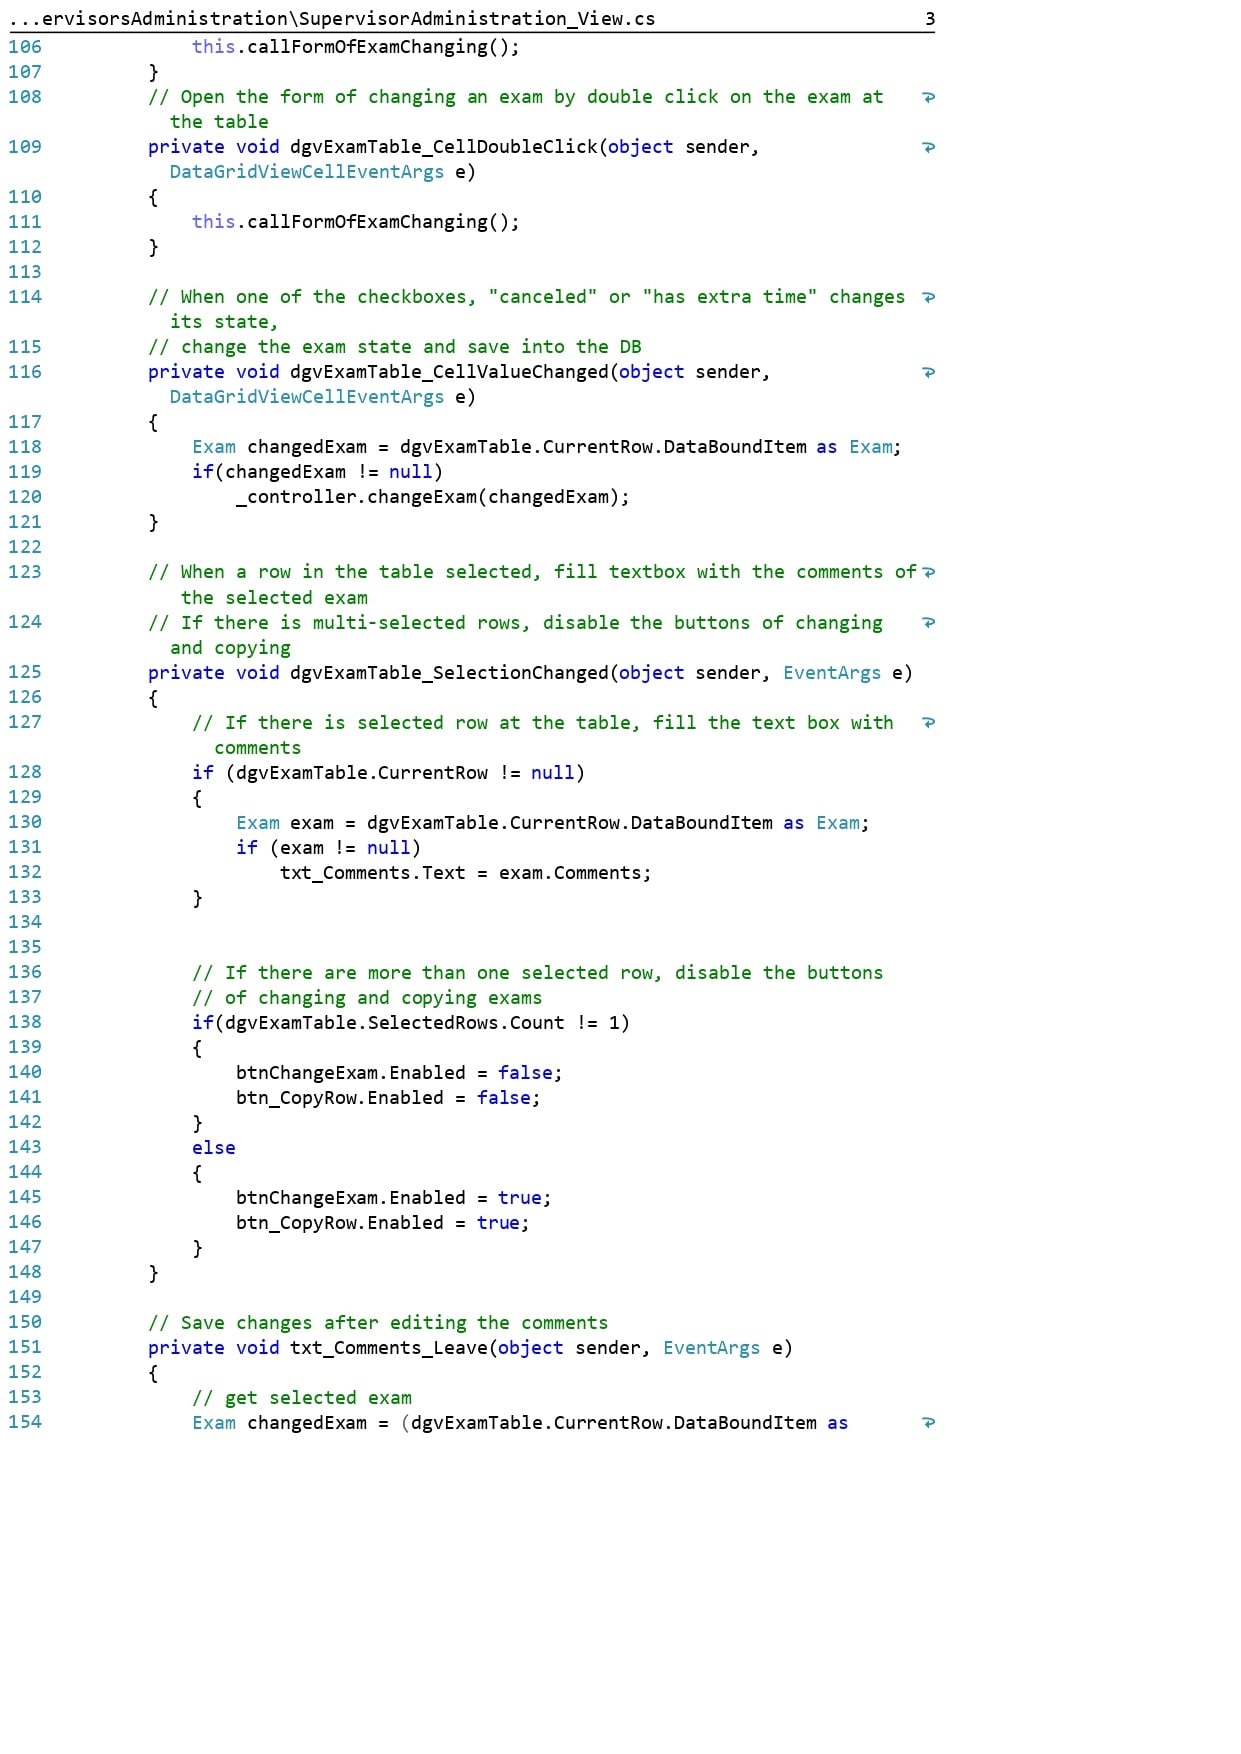 ...ervisorsAdministration\SupervisorAdministration_View.cs 3
106 this.callFormOfExamChanging();
107 }
108 // Open the form of changing an exam by double click on the exam at
the table
109 private void dgvExamTable_CellDoubleClick(object sender,
DataGridViewCellEventArgs e)
110 {
111 this.callFormOfExamChanging();
112 }
113
114 // When one of the checkboxes, "canceled" or "has extra time" changes
its state,
115 // change the exam state and save into the DB
116 private void dgvExamTable_CellValueChanged(object sender,
DataGridViewCellEventArgs e)
117 {
118 Exam changedExam = dgvExamTable.CurrentRow.DataBoundItem as Exam;
119 if(changedExam != null)
120 _controller.changeExam(changedExam);
121 }
122
123 // When a row in the table selected, fill textbox with the comments of
the selected exam
124 // If there is multi-selected rows, disable the buttons of changing
and copying
125 private void dgvExamTable_SelectionChanged(object sender, EventArgs e)
126 {
127 // If there is selected row at the table, fill the text box with
comments
128 if (dgvExamTable.CurrentRow != null)
129 {
130 Exam exam = dgvExamTable.CurrentRow.DataBoundItem as Exam;
131 if (exam != null)
132 txt_Comments.Text = exam.Comments;
133 }
134
135
136 // If there are more than one selected row, disable the buttons
137 // of changing and copying exams
138 if(dgvExamTable.SelectedRows.Count != 1)
139 {
140 btnChangeExam.Enabled = false;
141 btn_CopyRow.Enabled = false;
142 }
143 else
144 {
145 btnChangeExam.Enabled = true;
146 btn_CopyRow.Enabled = true;
147 }
148 }
149
150 // Save changes after editing the comments
151 private void txt_Comments_Leave(object sender, EventArgs e)
152 {
153 // get selected exam
154 Exam changedExam = (dgvExamTable.CurrentRow.DataBoundItem as